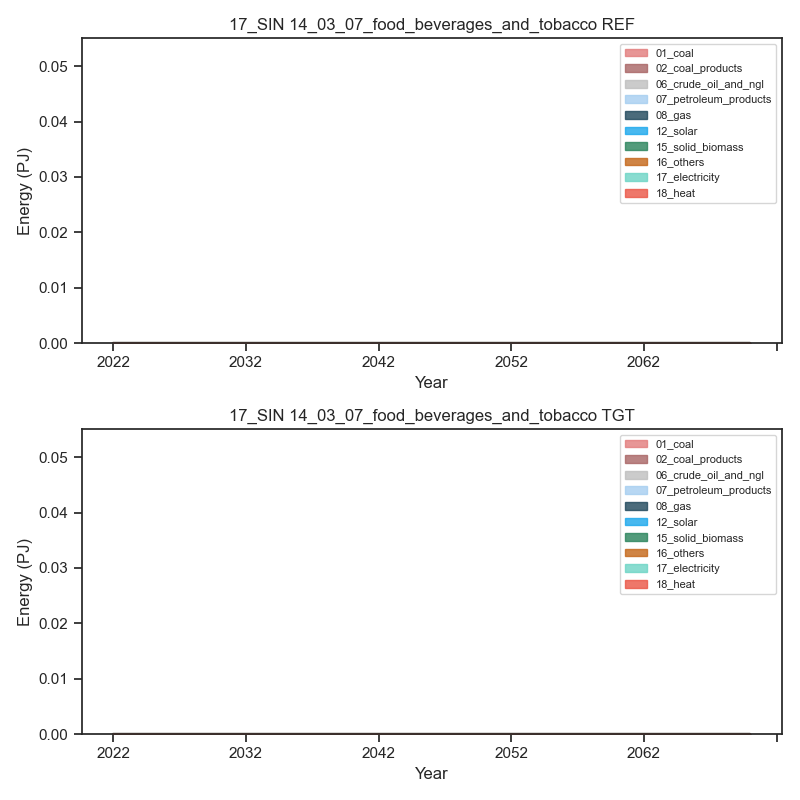 17_SIN 14_03_07_food_beverages_and_tobacco REF
0.05
0.04
0.03
0.02
0.01
0.00
Energy (PJ)
01_coal
02_coal_products
06_crude_oil_and_ngl
07_petroleum_products
08_gas
12_solar
15_solid_biomass
16_others
17_electricity
18_heat
2022 2032 2042 2052 2062
Year
17_SIN 14_03_07_food_beverages_and_tobacco TGT
0.05
0.04
0.03
0.02
0.01
0.00
Energy (PJ)
01_coal
02_coal_products
06_crude_oil_and_ngl
07_petroleum_products
08_gas
12_solar
15_solid_biomass
16_others
17_electricity
18_heat
2022 2032 2042 2052 2062
Year